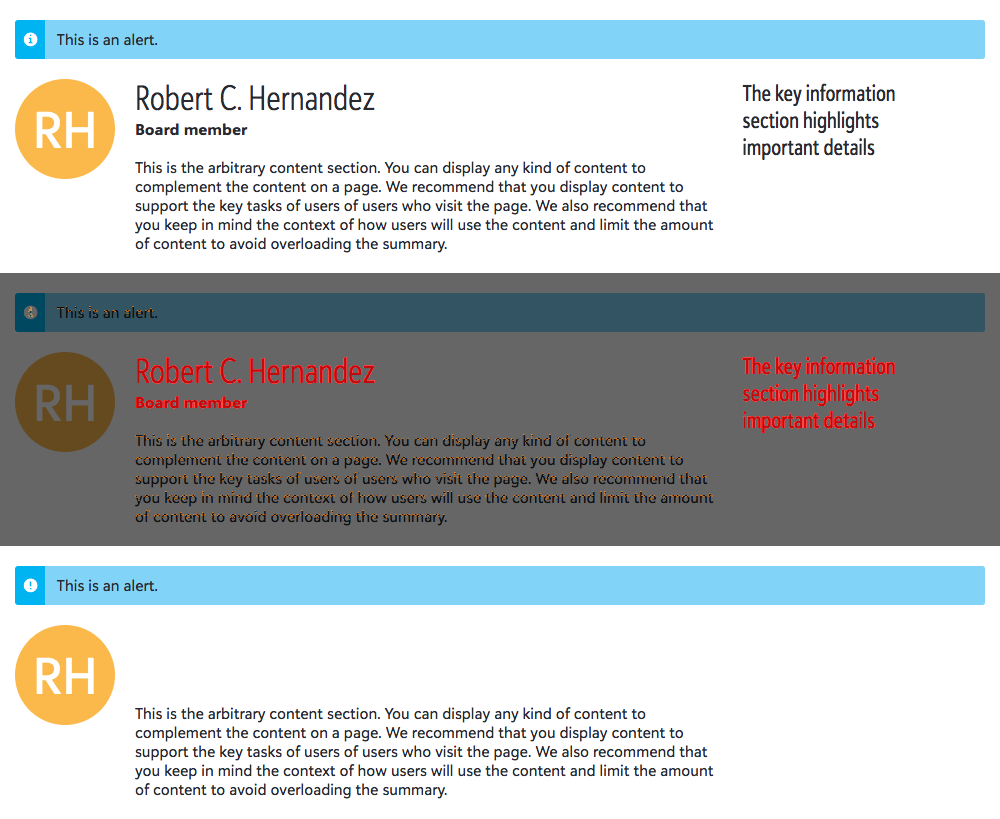 This is an alert.
RH
Robert C. Hernandez
Board member
The key information
section highlights
important details
This is the arbitrary content section. You can display any kind of content to
complement the content on a page. We recommend that you display content to
support the key tasks of users of users who visit the page. We also recommend that
you keep in mind the context of how users will use the content and limit the amount
of content to avoid overloading the summary.
This is an alert.
RH
Robert C. Hernandez
Board member
The key information
section highlights
important details
This is the arbitrary content section. You can display any kind of content to
complement the content on a page. We recommend that you display content to
support the key tasks of users of users who visit the page. We also recommend that
you keep in mind the context of how users will use the content and limit the amount
of content to avoid overloading the summary.
This is an alert.
RH
This is the arbitrary content section. You can display any kind of content to
complement the content on a page. We recommend that you display content to
support the key tasks of users of users who visit the page. We also recommend that
you keep in mind the context of how users will use the content and limit the amount
of content to avoid overloading the summary.